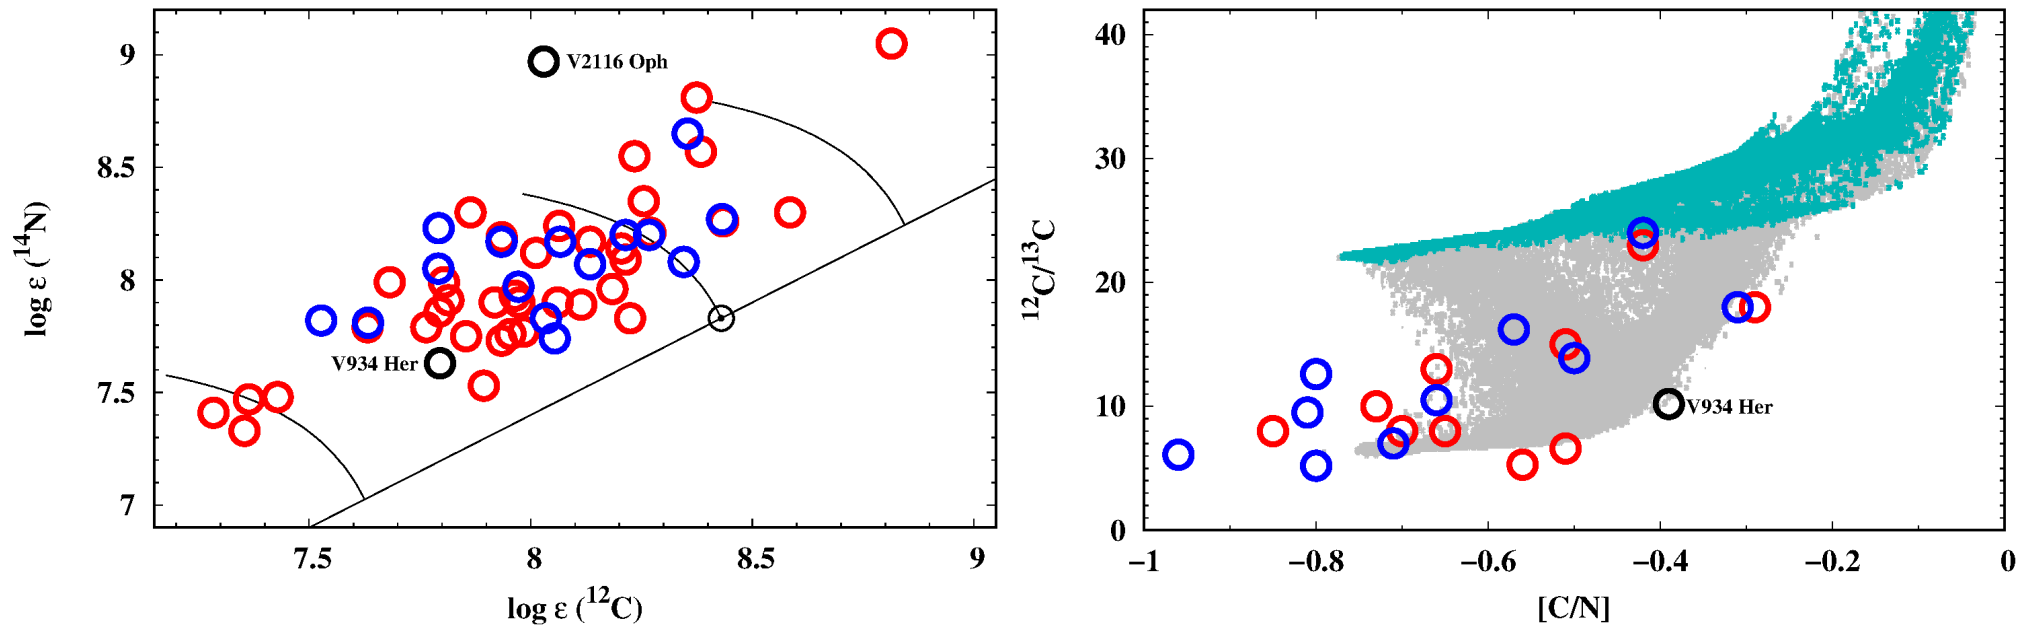 9
8.5
8
7.5
7
log ε (¹⁴N)
V2116 Oph
V934 Her
7.5 8 8.5 9
log ε (¹²C)
40
30
20
10
0
¹²C/¹³C
V934 Her
−1 −0.8 −0.6 −0.4 −0.2 0
[C/N]